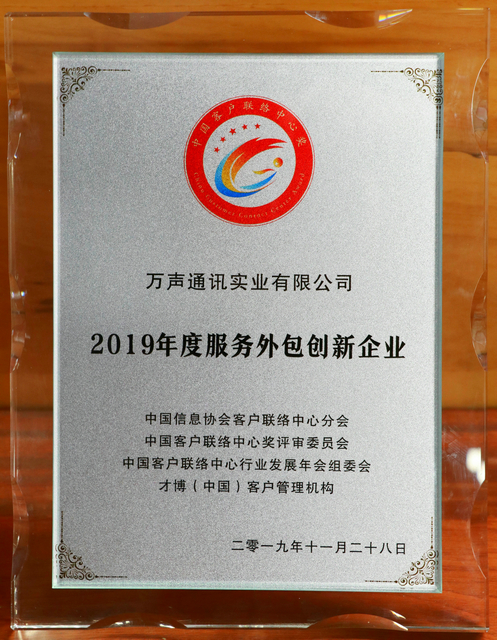 中国客户联络中心奖
China Customer Contact Center Award
万声通讯实业有限公司
2019年度服务外包创新企业
中国信息协会客户联络中心分会
中国客户联络中心奖评审委员会
中国客户联络中心行业发展年会组委会
才博（中国）客户管理机构
二零一九年十一月二十八日